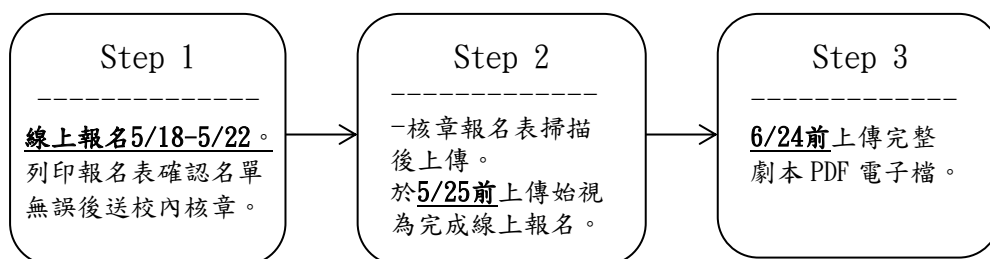 Step 1
--------------
線上報名5/18-5/22。
列印報名表確認名單
無誤後送校內核章。
Step 2
-------------
-核章報名表掃描
後上傳。
於5/25前上傳始視
為完成線上報名。
Step 3
-------------
6/24前上傳完整
劇本 PDF 電子檔。